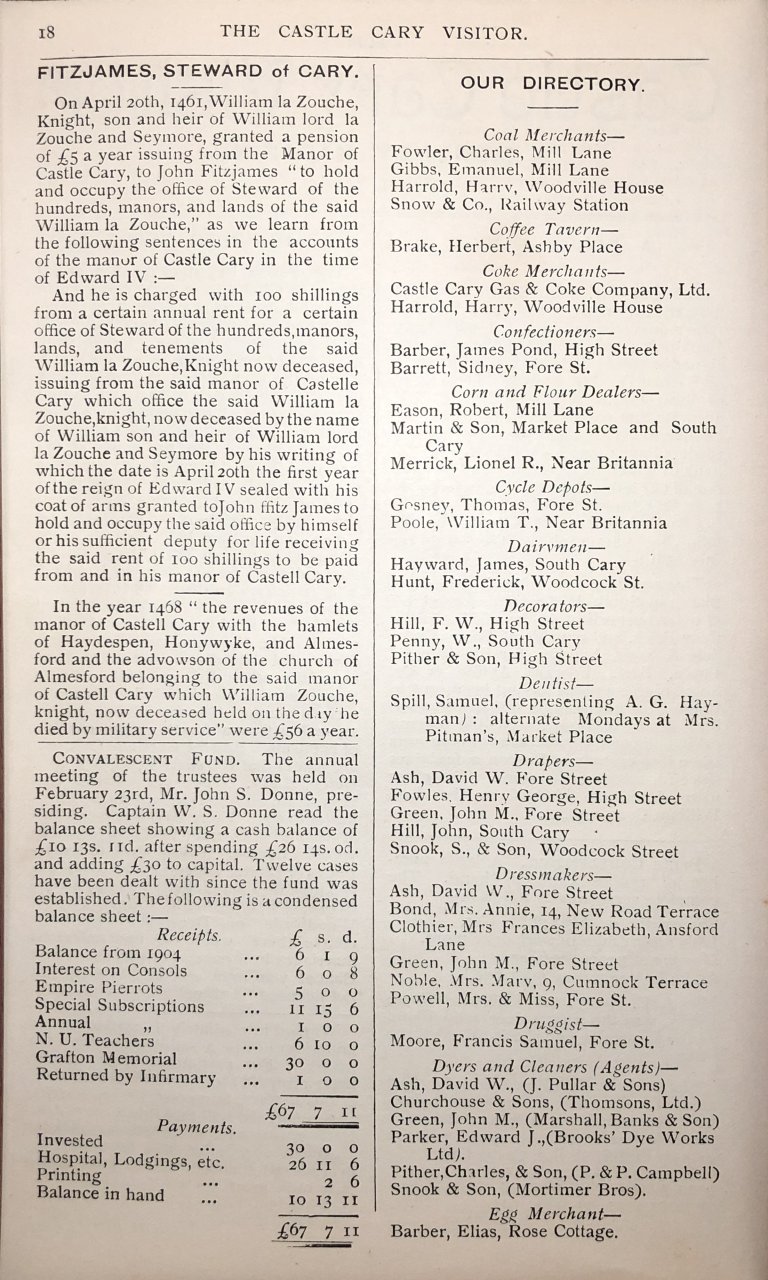 18
THE CASTLE CARY VISITOR.
FITZJAMES, STEWARD of CARY.
On April 20th, 1461,William la Zouche,
Knight, son and heir of William lord la
Zouche and Seymore, granted a pension
of £5 a year issuing from the Manor of
Castle Cary, to John Fitzjames “to hold
and occupy the office of Steward of the
hundreds, manors, and lands of the said
William la Zouche,” as we learn from
the following sentences in the accounts
of the manor of Castle Cary in the time
of Edward IV :—
And he is charged with 100 shillings
from a certain annual rent for a certain
office of Steward of the hundreds,manors,
lands, and tenements of the said
William la Zouche,Knight now deceased,
issuing from the said manor of Castelle
Cary which office the said William la
Zouche,knight, now deceased by the name
of William son and heir of William lord
la Zouche and Seymore by his writing of
which the date is April 20th the first year
of the reign of Edward IV sealed with his
coat of arms granted toJohn ffitz James to
hold and occupy the said office by himself
or his sufficient deputy for life receiving
the said rent of 100 shillings to be paid
from and in his manor of Castell Cary.
In the year 1468 “ the revenues of the
manor of Castell Cary with the hamlets
of Haydespen, Honywyke, and Almes-
ford and the advowson of the church of
Almesford belonging to the said manor
of Castell Cary which William Zouche,
knight, now deceased held on the day he
died by military service” were £56 a year.
CONVALESCENT FUND. The annual
meeting of the trustees was held on
February 23rd, Mr. John S. Donne, pre-
siding. Captain W. S. Donne read the
balance sheet showing a cash balance of
£10 13s. 11d. after spending £26 14s. 0d.
and adding £30 to capital. Twelve cases
have been dealt with since the fund was
established. The following is a condensed
balance sheet :—
Receipts. £ s. d.
Balance from 1904 ... 6 1 9
Interest on Consols ... 6 0 8
Empire Pierrots ... 5 0 0
Special Subscriptions ... 11 15 6
Annual „ ... 1 0 0
N. U. Teachers ... 6 10 0
Grafton Memorial ... 30 0 0
Returned by Infirmary ... 1 0 0
£67 7 11
Payments.
Invested ... 30 0 0
Hospital, Lodgings, etc. 26 11 6
Printing ... 2 6
Balance in hand ... 10 13 11
£67 7 11
OUR DIRECTORY.
Coal Merchants—
Fowler, Charles, Mill Lane
Gibbs, Emanuel, Mill Lane
Harrold, Harry, Woodville House
Snow & Co., Railway Station
Coffee Tavern—
Brake, Herbert, Ashby Place
Coke Merchants—
Castle Cary Gas & Coke Company, Ltd.
Harrold, Harry, Woodville House
Confectioners—
Barber, James Pond, High Street
Barrett, Sidney, Fore St.
Corn and Flour Dealers—
Eason, Robert, Mill Lane
Martin & Son, Market Place and South
Cary
Merrick, Lionel R., Near Britannia
Cycle Depots—
Gosney, Thomas, Fore St.
Poole, William T., Near Britannia
Dairymen—
Hayward, James, South Cary
Hunt, Frederick, Woodcock St.
Decorators—
Hill, F. W., High Street
Penny, W., South Cary
Pither & Son, High Street
Dentist—
Spill, Samuel, (representing A. G. Hay-
man) : alternate Mondays at Mrs.
Pitman's, Market Place
Drapers—
Ash, David W. Fore Street
Fowles, Henry George, High Street
Green, John M., Fore Street
Hill, John, South Cary
Snook, S., & Son, Woodcock Street
Dressmakers—
Ash, David W., Fore Street
Bond, Mrs. Annie, 14, New Road Terrace
Clothier, Mrs Frances Elizabeth, Ansford
Lane
Green, John M., Fore Street
Noble, Mrs. Mary, 9, Cumnock Terrace
Powell, Mrs. & Miss, Fore St.
Druggist—
Moore, Francis Samuel, Fore St.
Dyers and Cleaners (Agents)—
Ash, David W., (J. Pullar & Sons)
Churchouse & Sons, (Thomsons, Ltd.)
Green, John M., (Marshall, Banks & Son)
Parker, Edward J.,(Brooks' Dye Works
Ltd).
Pither,Charles, & Son, (P. & P. Campbell)
Snook & Son, (Mortimer Bros).
Egg Merchant—
Barber, Elias, Rose Cottage.